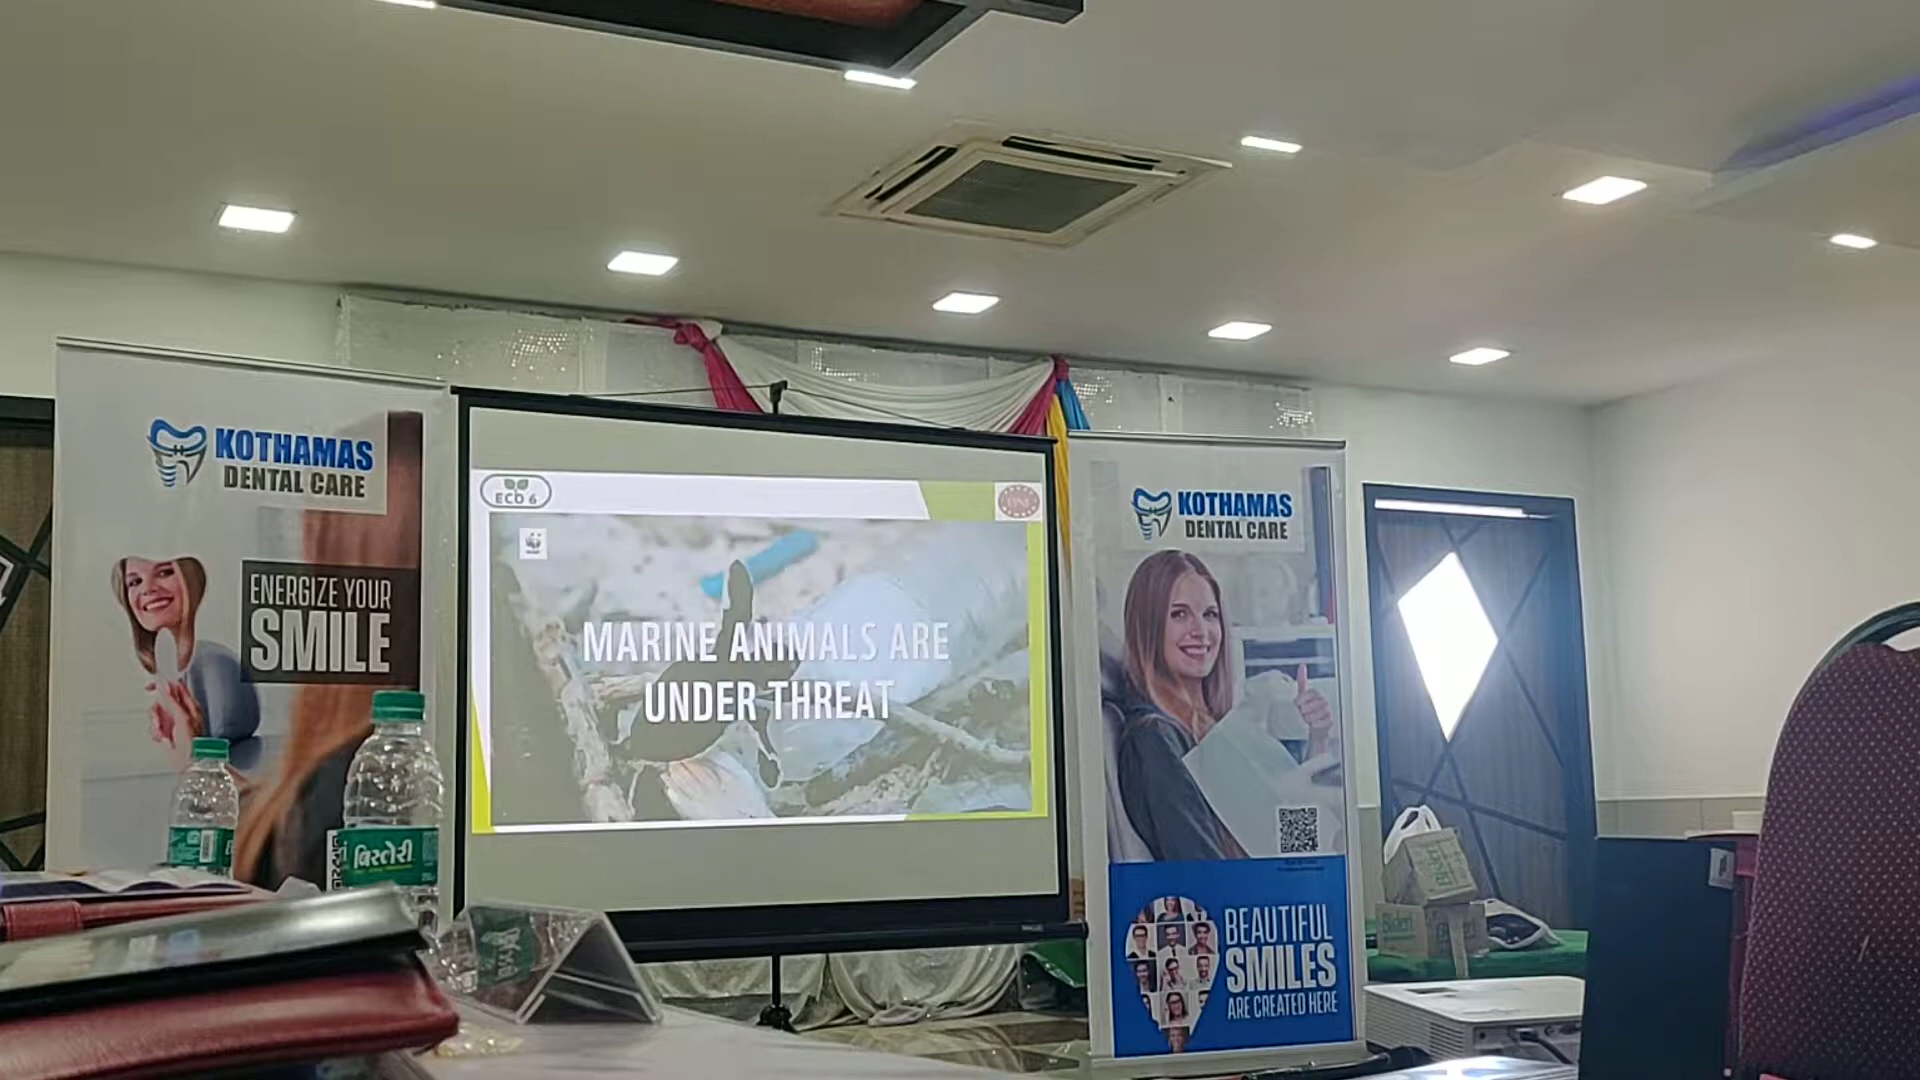 KOTHAMAS
DENTAL CARE
ENERGIZE YOUR
SMILE
ECO 6
MARINE ANIMALS ARE
UNDER THREAT
KOTHAMAS
DENTAL CARE
BEAUTIFUL
SMILES
ARE CREATED HERE
બિસ્લેરી